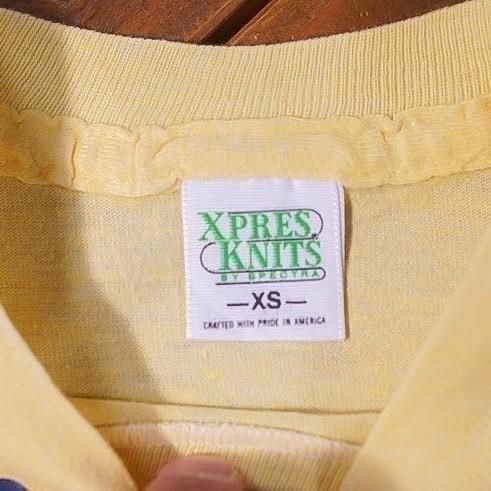 XPRES®
KNITS
BY SPECTRA
—XS—
CRAFTED WITH PRIDE IN AMERICA